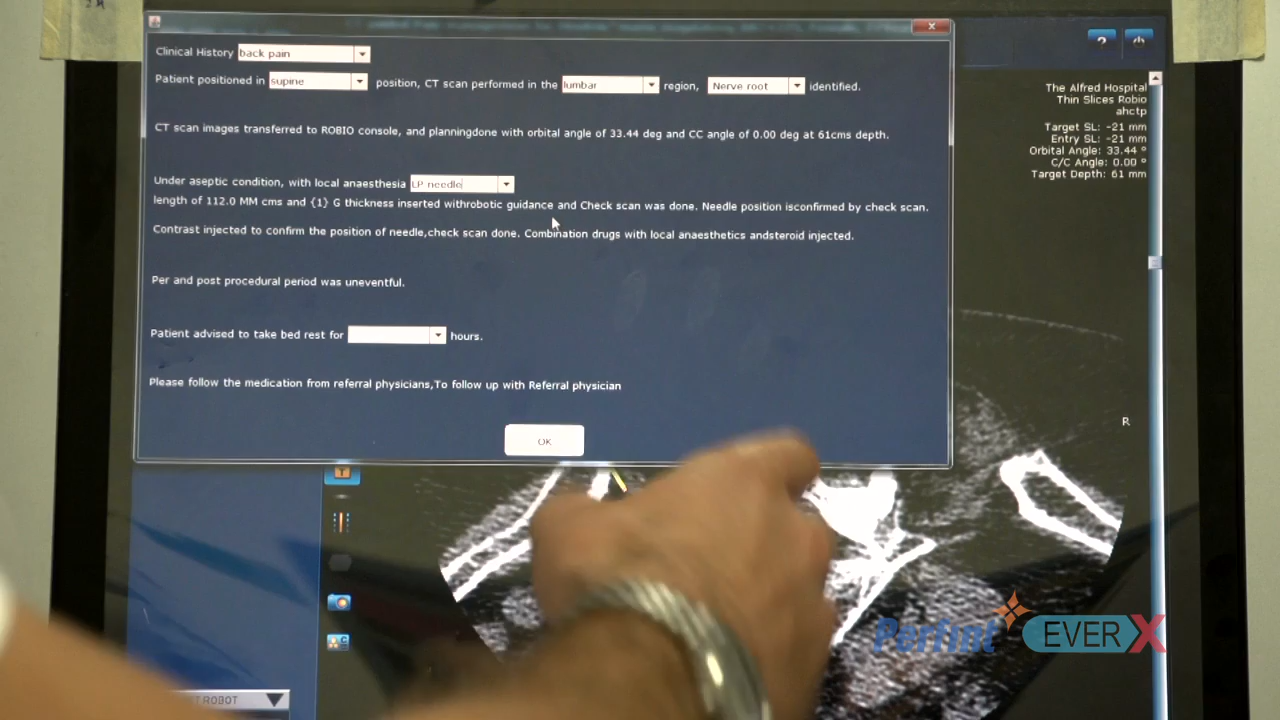 Clinical History back pain
Patient positioned in supine position, CT scan performed in the lumbar region, Nerve root identified.
CT scan images transferred to ROBIO console, and planningdone with orbital angle of 33.44 deg and CC angle of 0.00 deg at 61cms depth.
Under aseptic condition, with local anaesthesia LP needle
length of 112.0 MM cms and {1} G thickness inserted withrobotic guidance and Check scan was done. Needle position isconfirmed by check scan.
Contrast injected to confirm the position of needle,check scan done. Combination drugs with local anaesthetics andsteroid injected.
Per and post procedural period was uneventful.
Patient advised to take bed rest for hours.
Please follow the medication from referral physicians,To follow up with Referral physician
OK
?
The Alfred Hospital
Thin Slices Robio
ahctp
Target SL: -21 mm
Entry SL: -21 mm
Orbital Angle: 33.44 º
C/C Angle: 0.00 º
Target Depth: 61 mm
R
T
ROBOT
Perfint EVER X